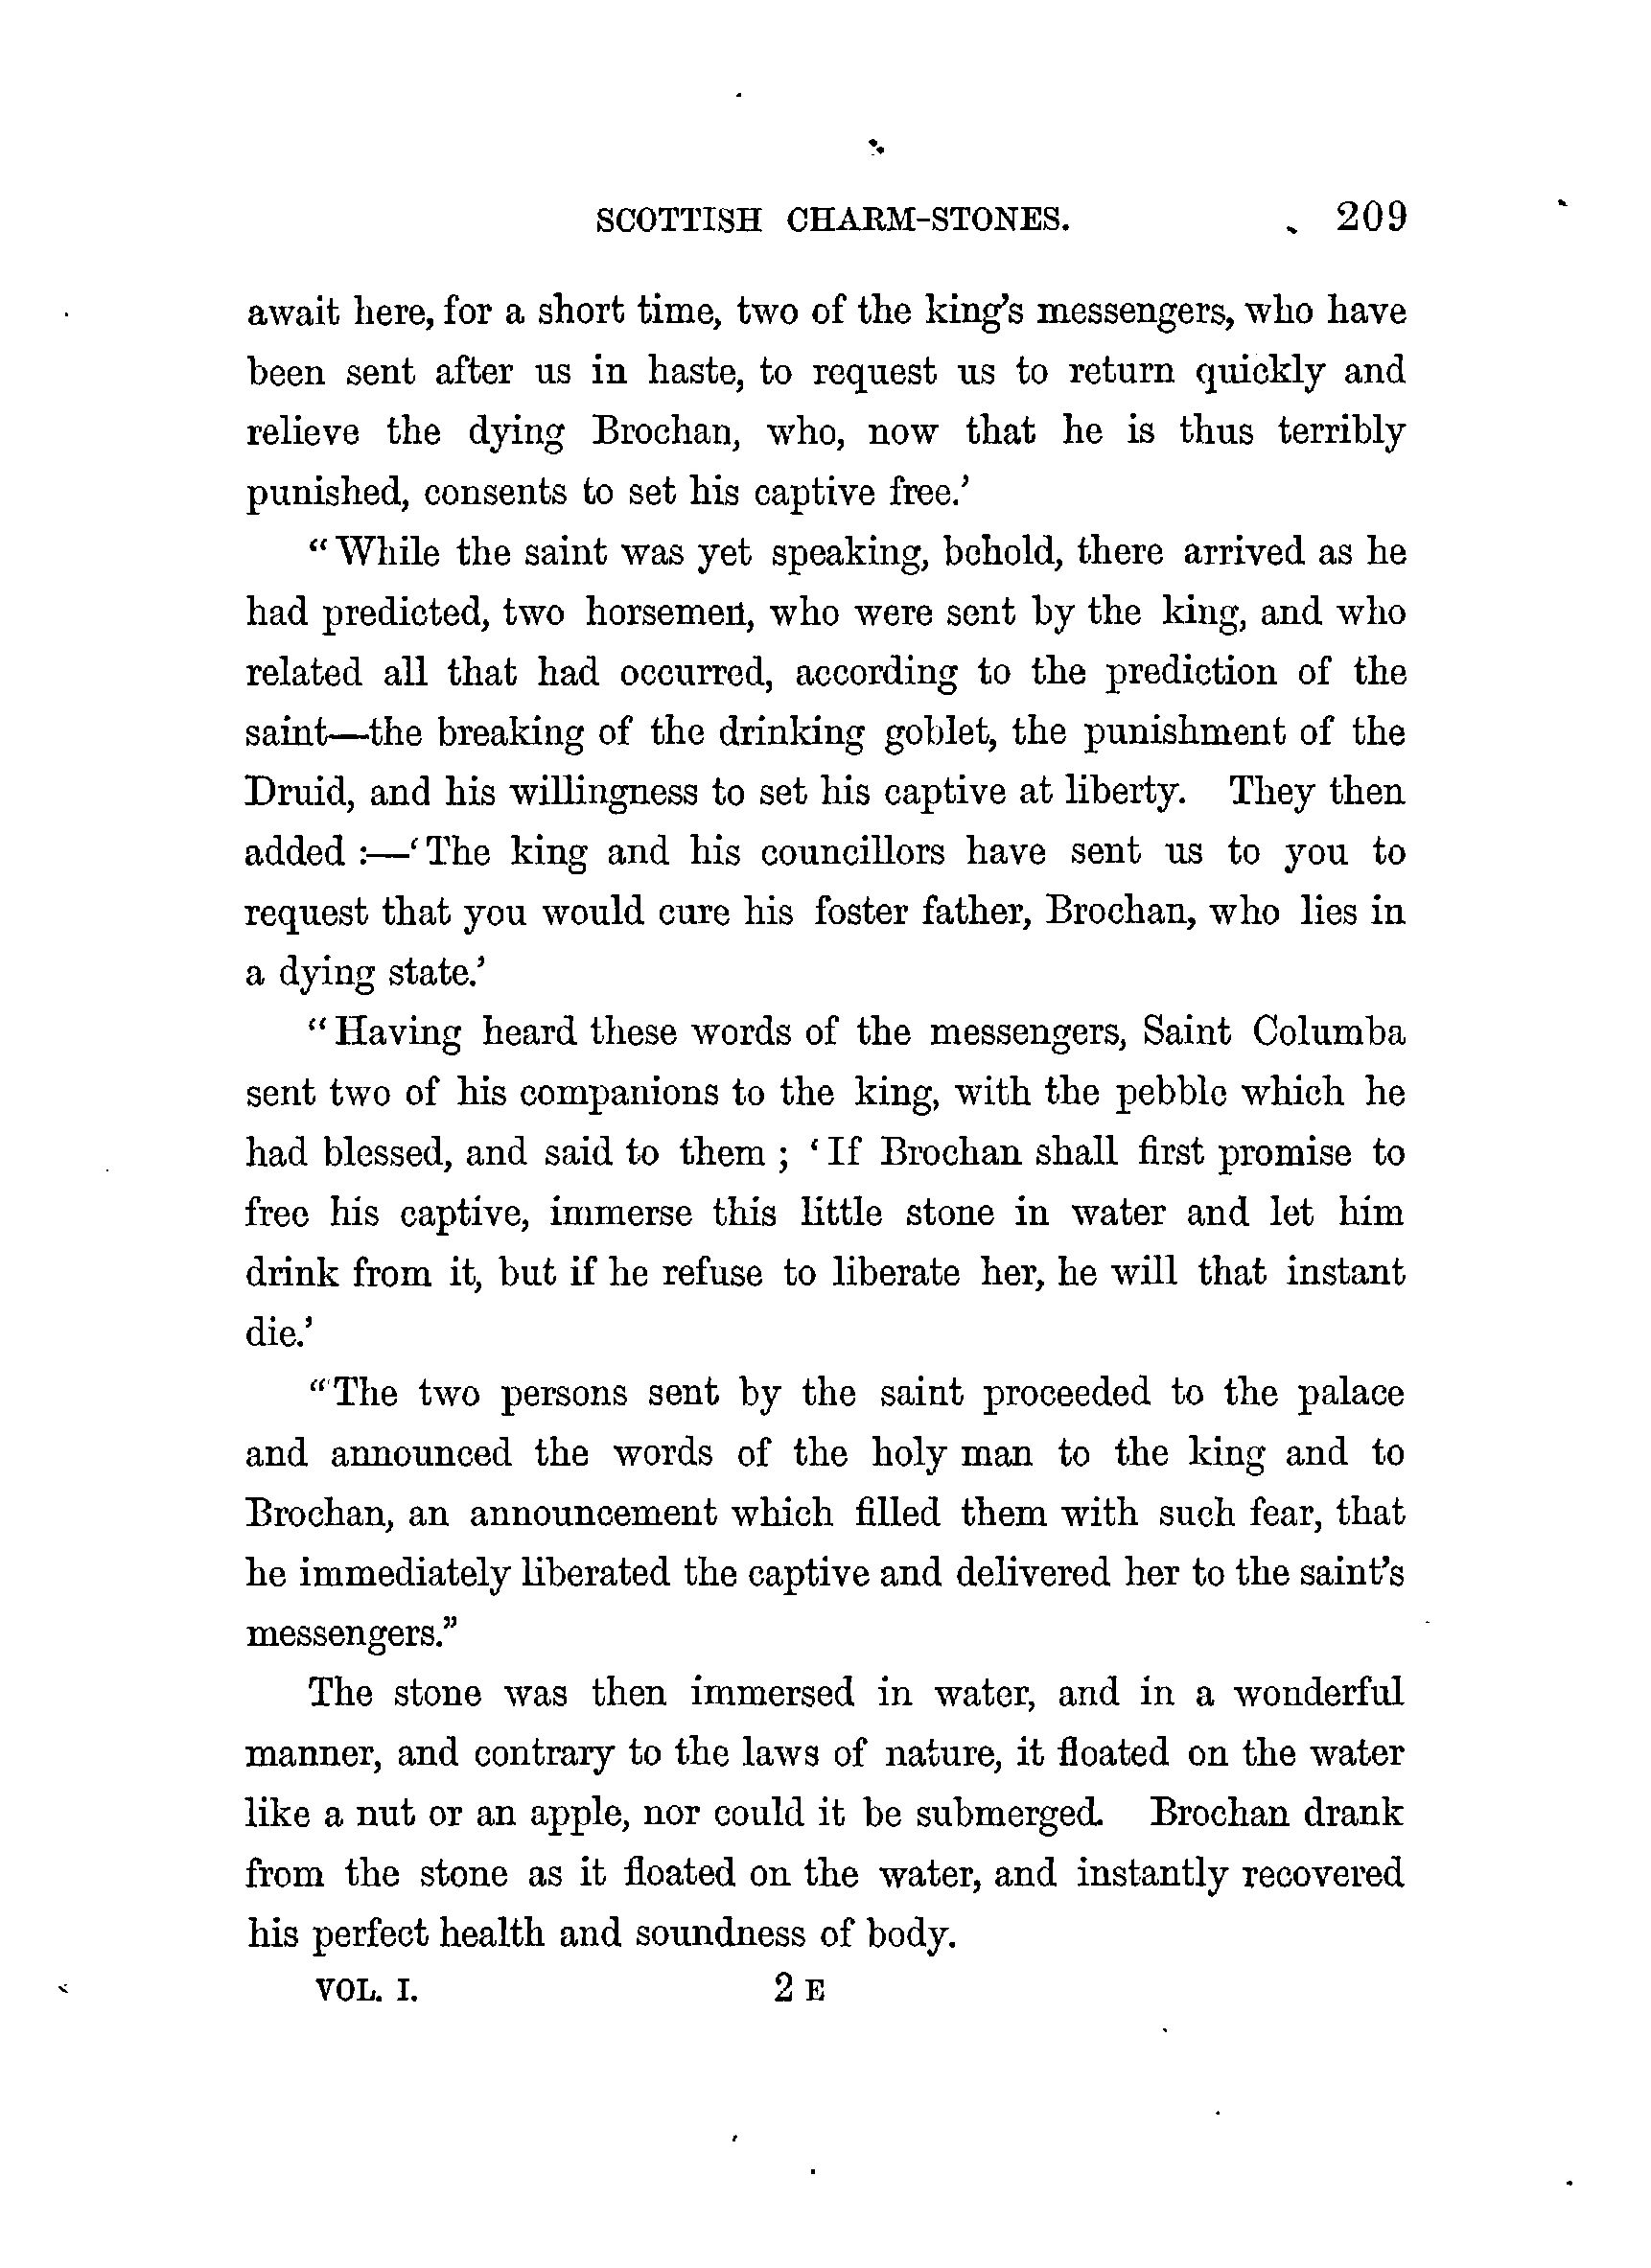 SCOTTISH CHARM-STONES. 209
await here, for a short time, two of the king's messengers, who have
been sent after us in haste, to request us to return quickly and
relieve the dying Brochan, who, now that he is thus terribly
punished, consents to set his captive free.'
"While the saint was yet speaking, behold, there arrived as he
had predicted, two horsemen, who were sent by the king, and who
related all that had occurred, according to the prediction of the
saint—the breaking of the drinking goblet, the punishment of the
Druid, and his willingness to set his captive at liberty. They then
added :—'The king and his councillors have sent us to you to
request that you would cure his foster father, Brochan, who lies in
a dying state.'
"Having heard these words of the messengers, Saint Columba
sent two of his companions to the king, with the pebble which he
had blessed, and said to them ; 'If Brochan shall first promise to
free his captive, immerse this little stone in water and let him
drink from it, but if he refuse to liberate her, he will that instant
die.'
"The two persons sent by the saint proceeded to the palace
and announced the words of the holy man to the king and to
Brochan, an announcement which filled them with such fear, that
he immediately liberated the captive and delivered her to the saint's
messengers."
The stone was then immersed in water, and in a wonderful
manner, and contrary to the laws of nature, it floated on the water
like a nut or an apple, nor could it be submerged. Brochan drank
from the stone as it floated on the water, and instantly recovered
his perfect health and soundness of body.
VOL. I. 2 E